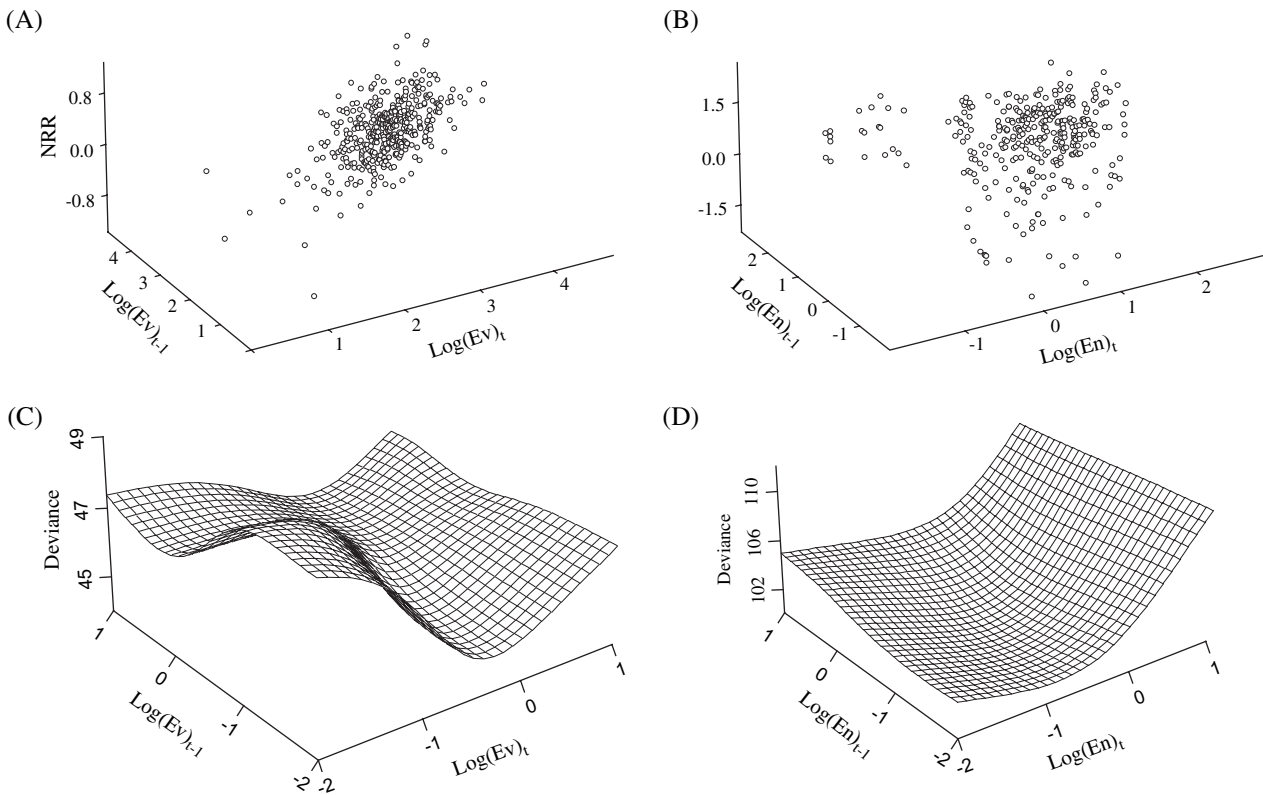 (A)
0.8
0.0
-0.8
NRR
4
3
2
1
Log(Ev)t-1
1
2
3
4
Log(Ev)t
(B)
1.5
0.0
-1.5
2
1
0
-1
Log(En)t-1
-1
0
1
2
Log(En)t
(C)
49
47
45
Deviance
1
0
-1
-2
Log(Ev)t-1
-2
-1
0
1
Log(Ev)t
(D)
110
106
102
Deviance
1
0
-1
-2
Log(En)t-1
-2
-1
0
1
Log(En)t